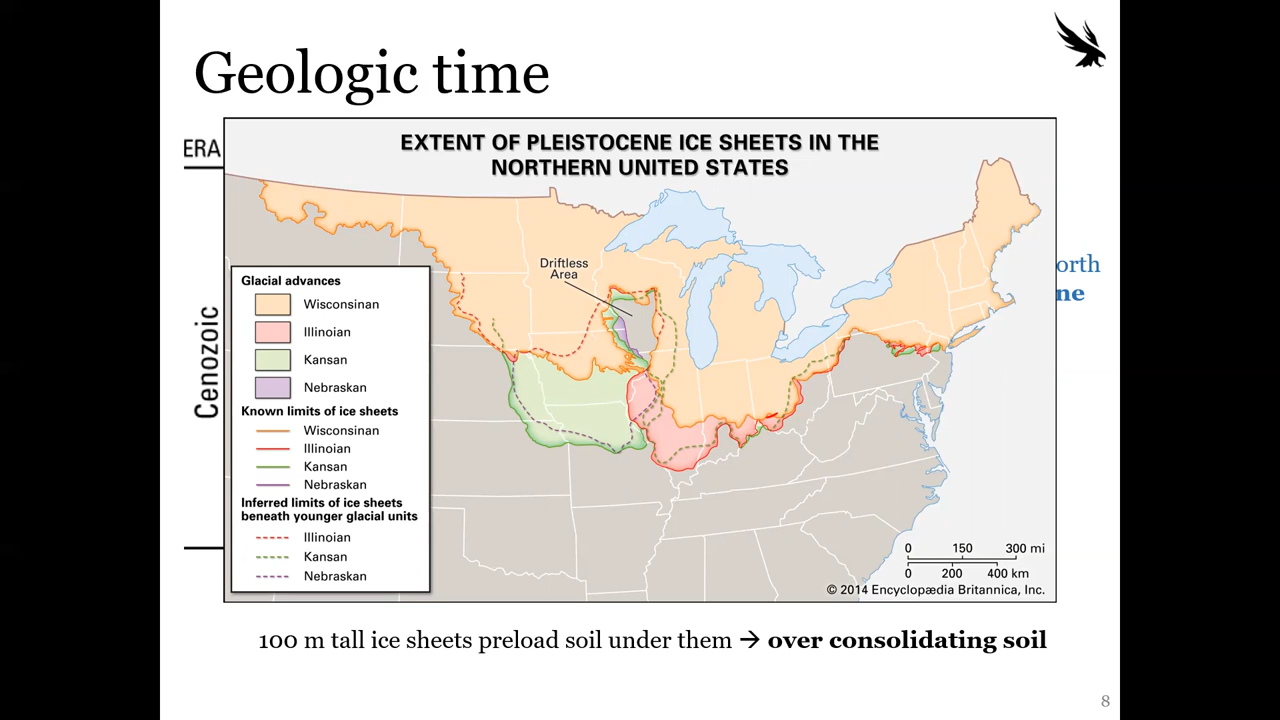 Geologic time
ERA
EXTENT OF PLEISTOCENE ICE SHEETS IN THE
NORTHERN UNITED STATES
orth
ne
Cenozoic
Driftless
Area
Glacial advances
Wisconsinan
Illinoian
Kansan
Nebraskan
Known limits of ice sheets
Wisconsinan
Illinoian
Kansan
Nebraskan
Inferred limits of ice sheets
beneath younger glacial units
Illinoian
Kansan
Nebraskan
0 150 300 mi
0 200 400 km
© 2014 Encyclopædia Britannica, Inc.
100 m tall ice sheets preload soil under them → over consolidating soil
8